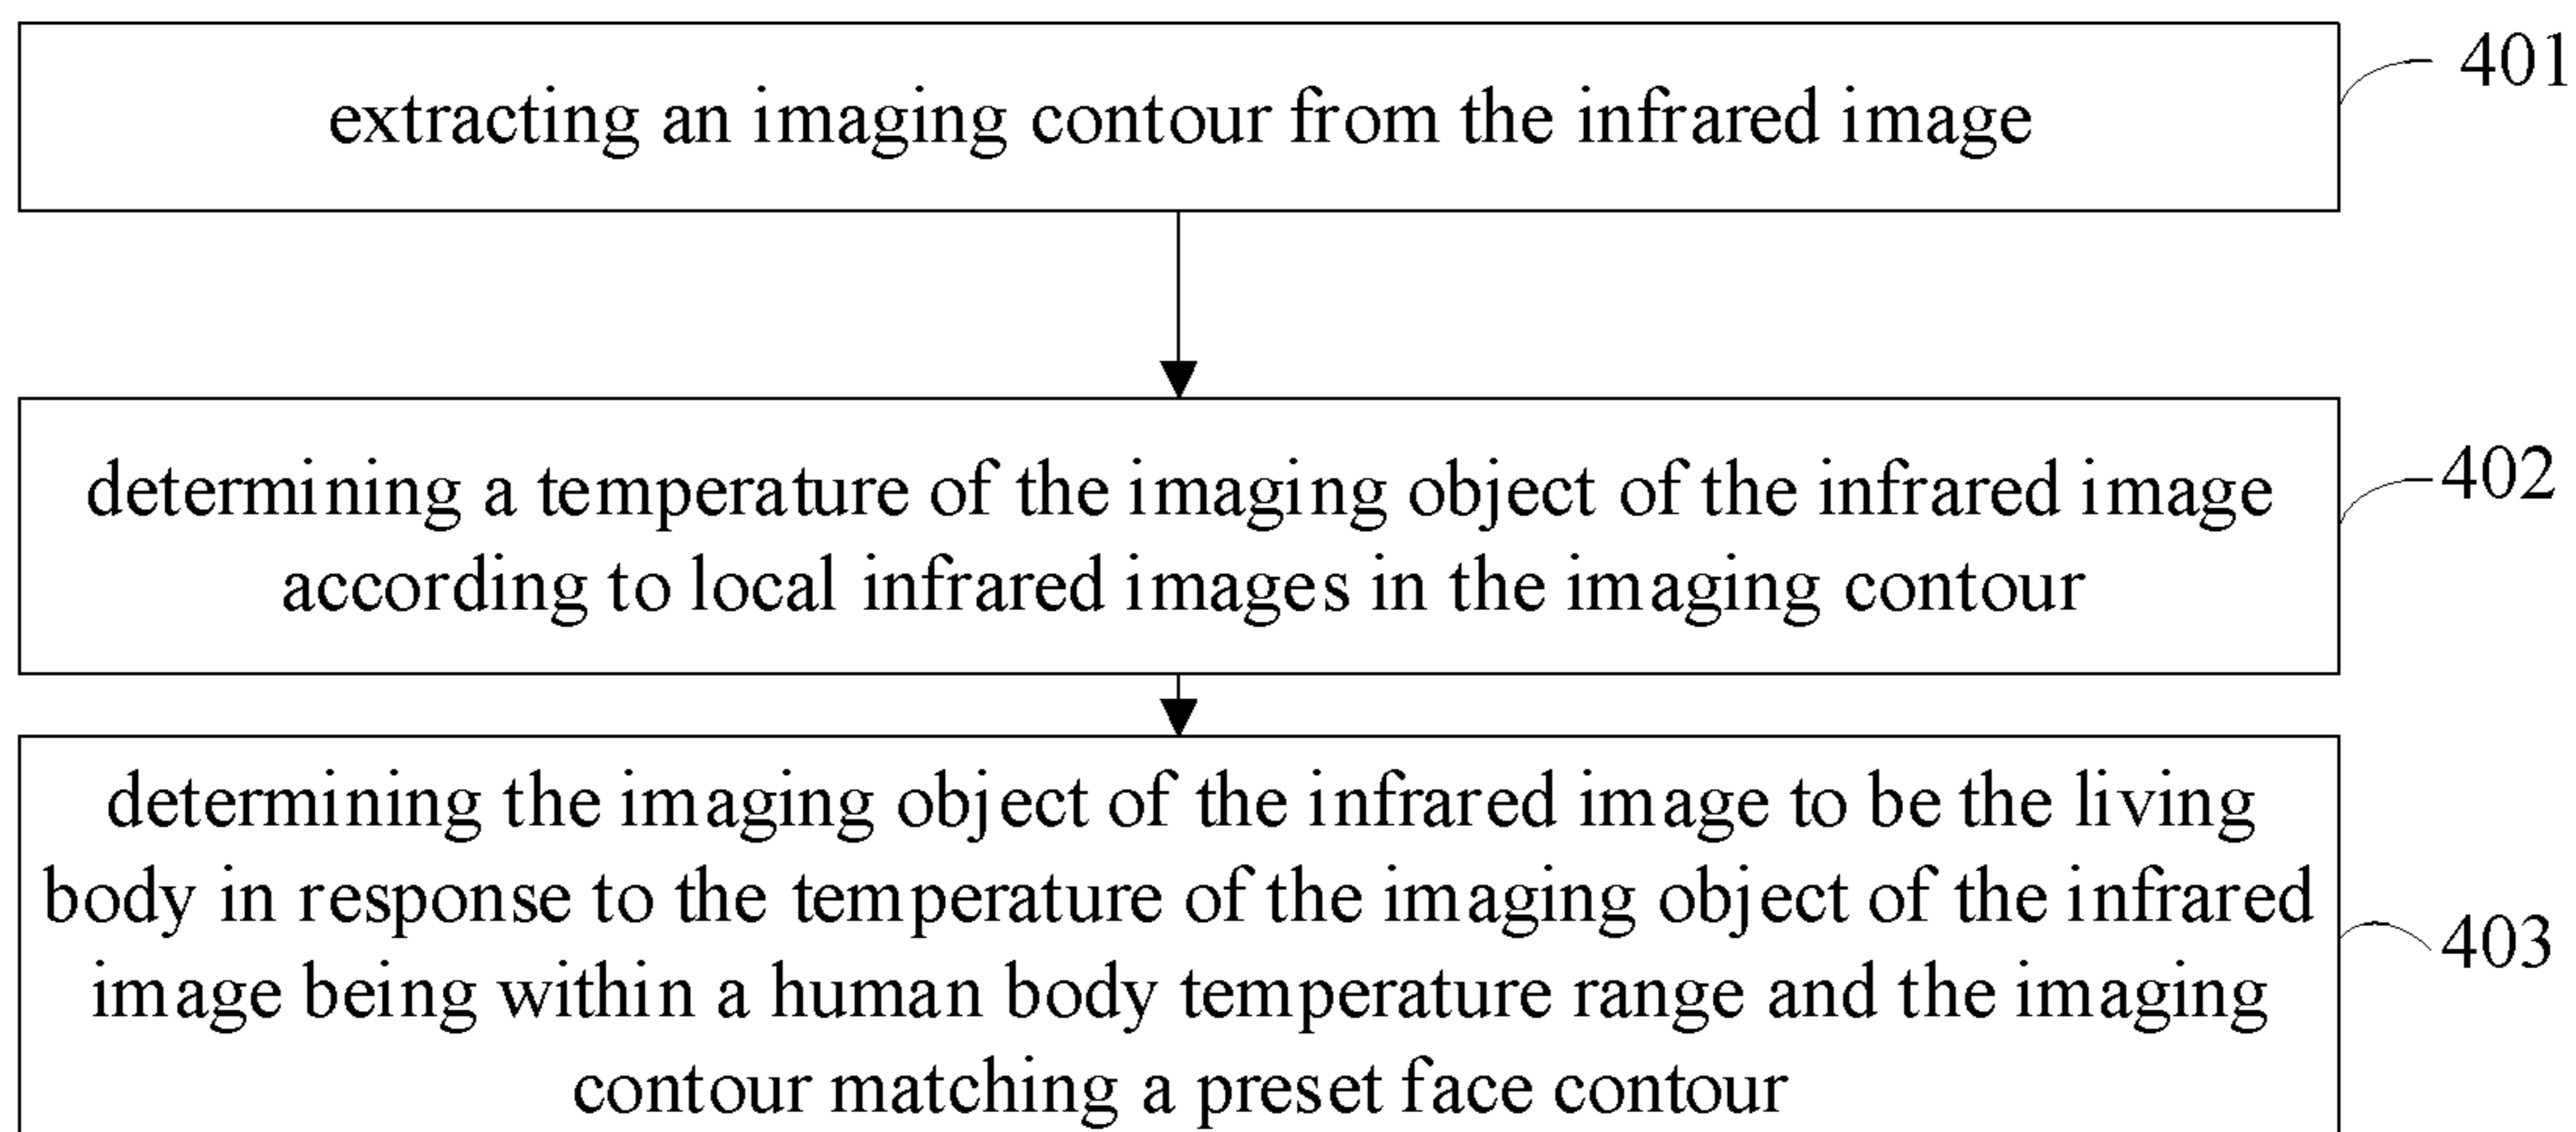 extracting an imaging contour from the infrared image
401
determining a temperature of the imaging object of the infrared image
according to local infrared images in the imaging contour
402
determining the imaging object of the infrared image to be the living
body in response to the temperature of the imaging object of the infrared
image being within a human body temperature range and the imaging
contour matching a preset face contour
403